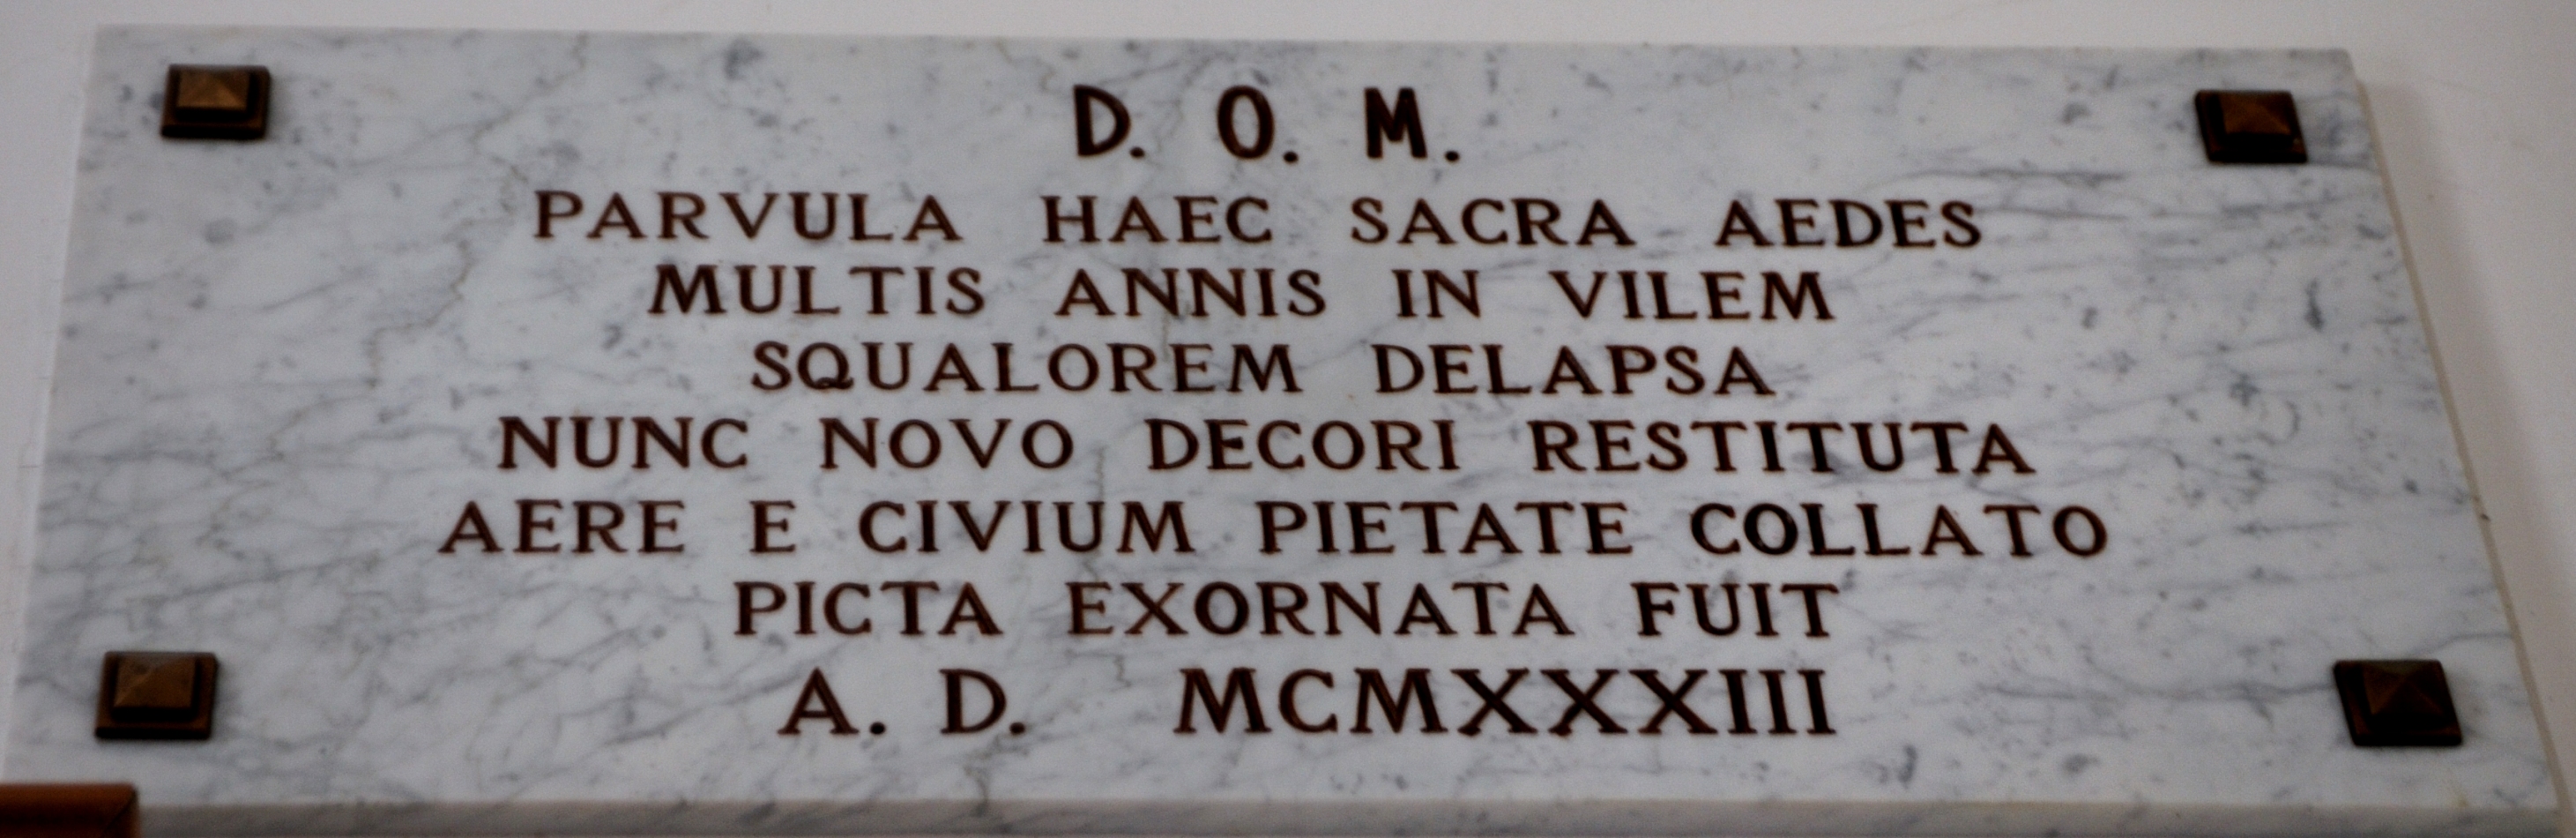 D. O. M.
PARVULA HAEC SACRA AEDES
MULTIS ANNIS IN VILEM
SQUALOREM DELAPSA
NUNC NOVO DECORI RESTITUTA
AERE E CIVIUM PIETATE COLLATO
PICTA EXORNATA FUIT
A. D. MCMXXXIII